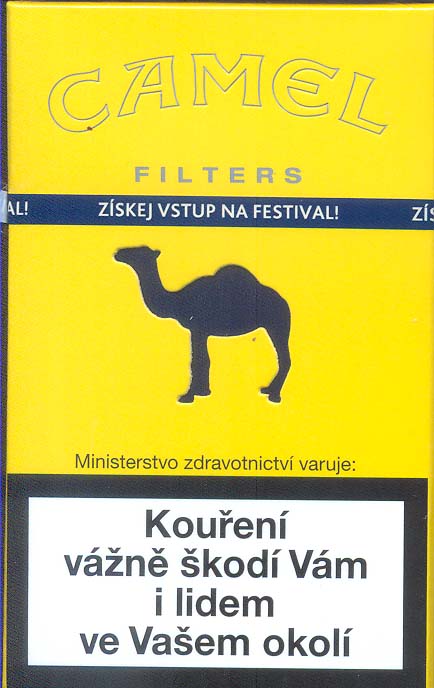 CAMEL
FILTERS
AL! ZÍSKEJ VSTUP NA FESTIVAL! ZÍS
Ministerstvo zdravotnictví varuje:
Kouření
vážně škodí Vám
i lidem
ve Vašem okolí